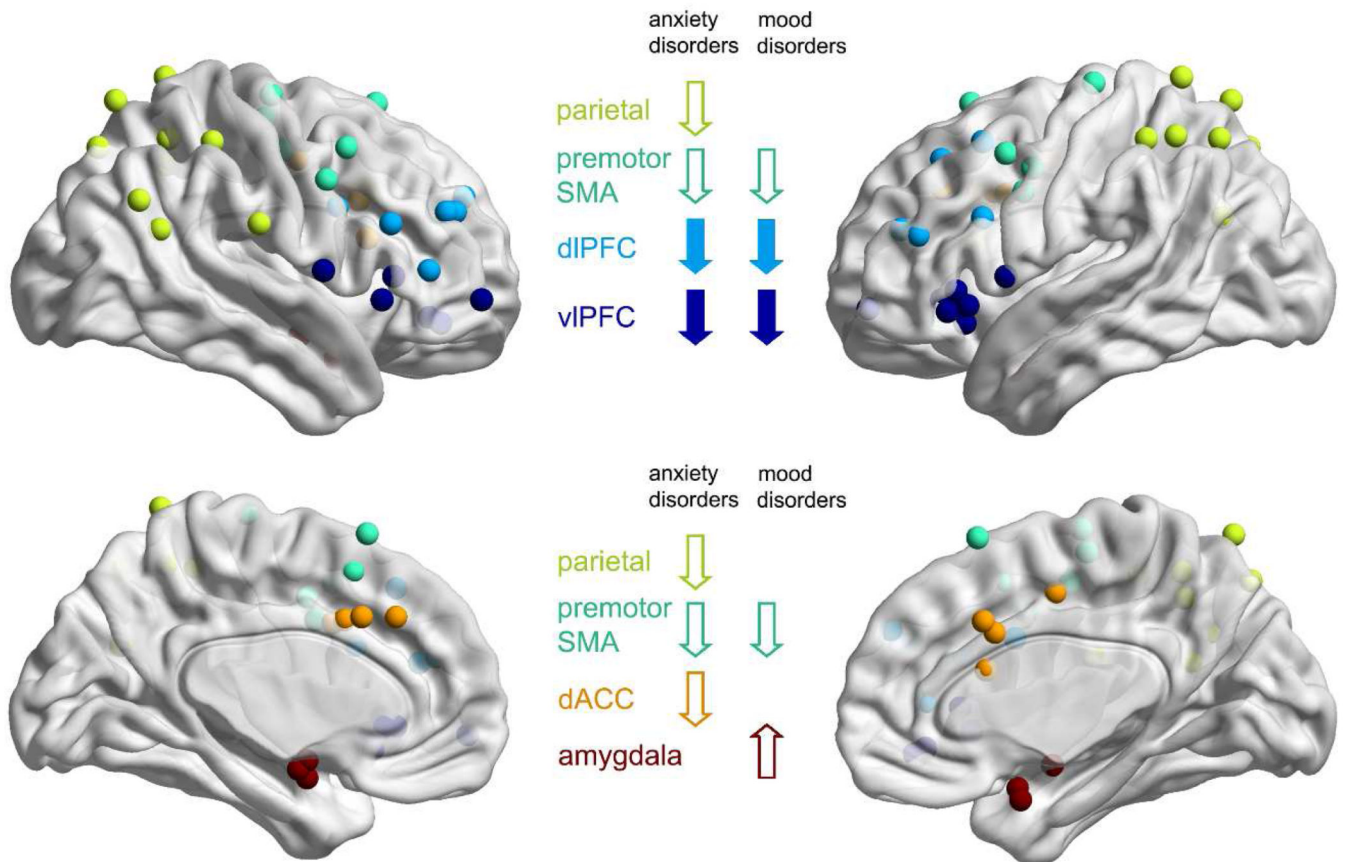 anxiety mood
disorders disorders
parietal
premotor
SMA
dlPFC
vlPFC
anxiety mood
disorders disorders
parietal
premotor
SMA
dACC
amygdala